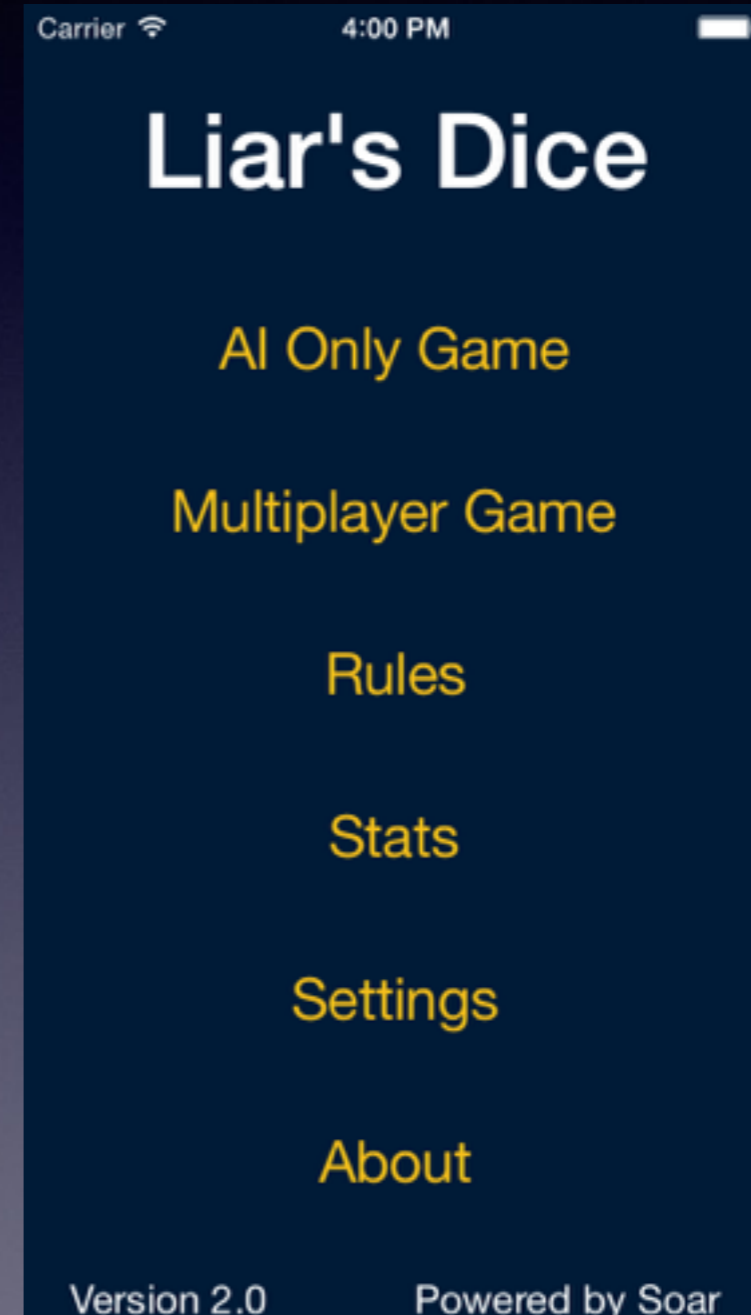 Carrier 4:00 PM
Liar's Dice
AI Only Game
Multiplayer Game
Rules
Stats
Settings
About
Version 2.0 Powered by Soar